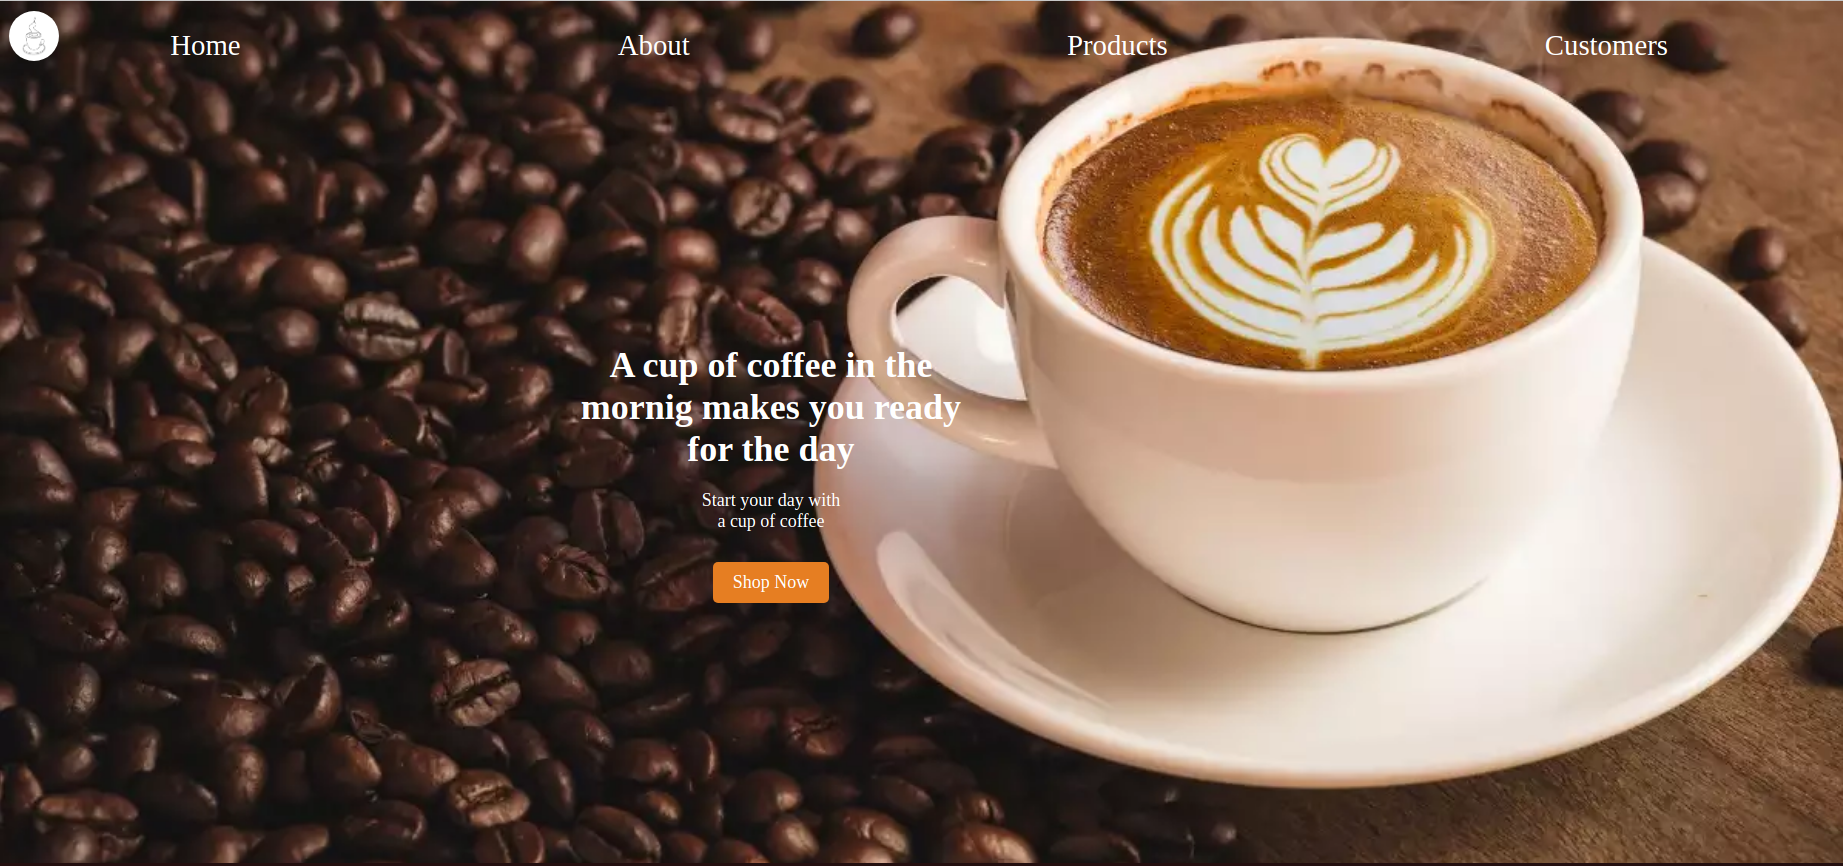 Home
About
Products
Customers
A cup of coffee in the
mornig makes you ready
for the day
Start your day with
a cup of coffee
Shop Now